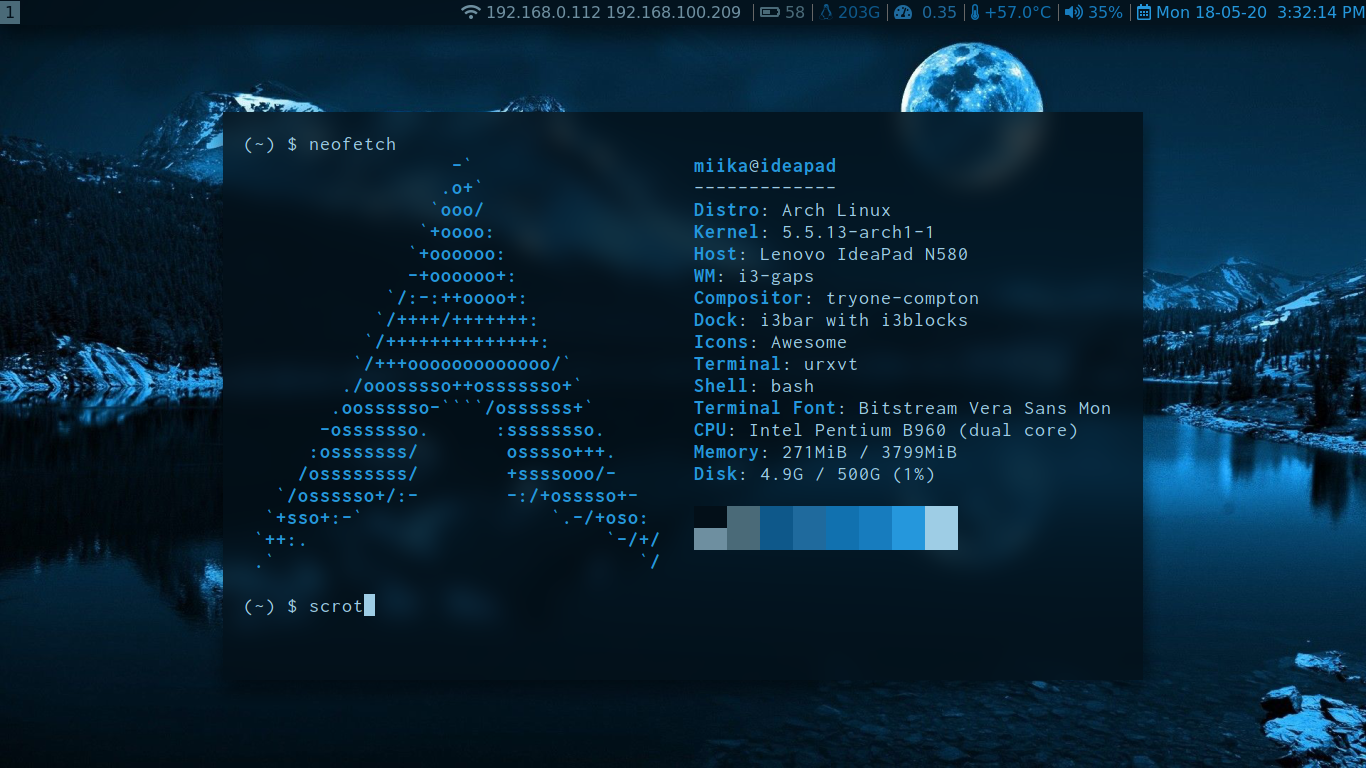 1 192.168.0.112 192.168.100.209 58 203G 0.35 +57.0°C 35% Mon 18-05-20 3:32:14 PM
(~) $ neofetch
-`
.o+`
`ooo/
`+oooo:
`+oooooo:
-+oooooo+:
`/:-:++oooo+:
`/++++/+++++++:
`/++++++++++++++:
`/+++ooooooooooooo/`
./ooosssso++osssssso+`
.oossssso-````/ossssss+`
-osssssso. :ssssssso.
:osssssss/ osssso+++.
/ossssssss/ +ssssooo/-
`/ossssso+/:- -:/+osssso+-
`+sso+:-` `.-/+oso:
`++:. `-/+/
.` `/
miika@ideapad
-------------
Distro: Arch Linux
Kernel: 5.5.13-arch1-1
Host: Lenovo IdeaPad N580
WM: i3-gaps
Compositor: tryone-compton
Dock: i3bar with i3blocks
Icons: Awesome
Terminal: urxvt
Shell: bash
Terminal Font: Bitstream Vera Sans Mon
CPU: Intel Pentium B960 (dual core)
Memory: 271MiB / 3799MiB
Disk: 4.9G / 500G (1%)
(~) $ scrot